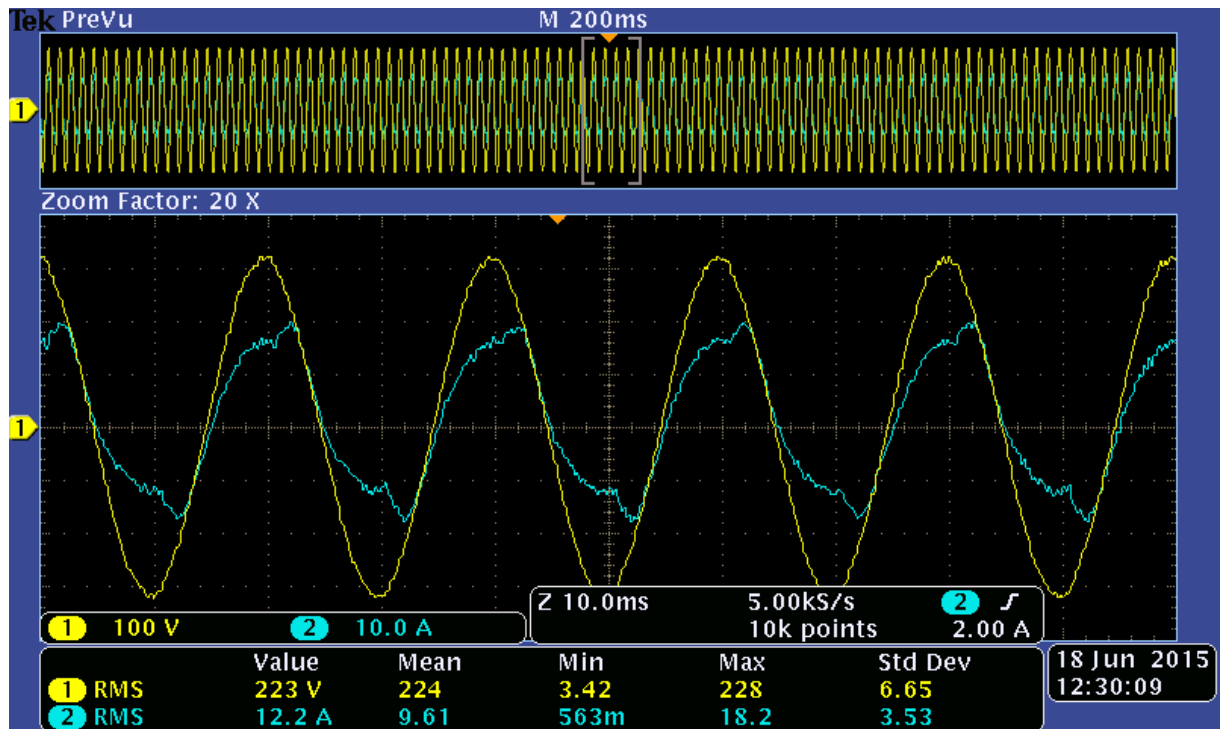 Tek PreVu M 200ms
1
Zoom Factor: 20 X
1
1 100 V 2 10.0 A
Z 10.0ms 5.00kS/s 2
10k points 2.00 A
Value Mean Min Max Std Dev
1 RMS 223 V 224 3.42 228 6.65
2 RMS 12.2 A 9.61 563m 18.2 3.53
18 Jun 2015
12:30:09